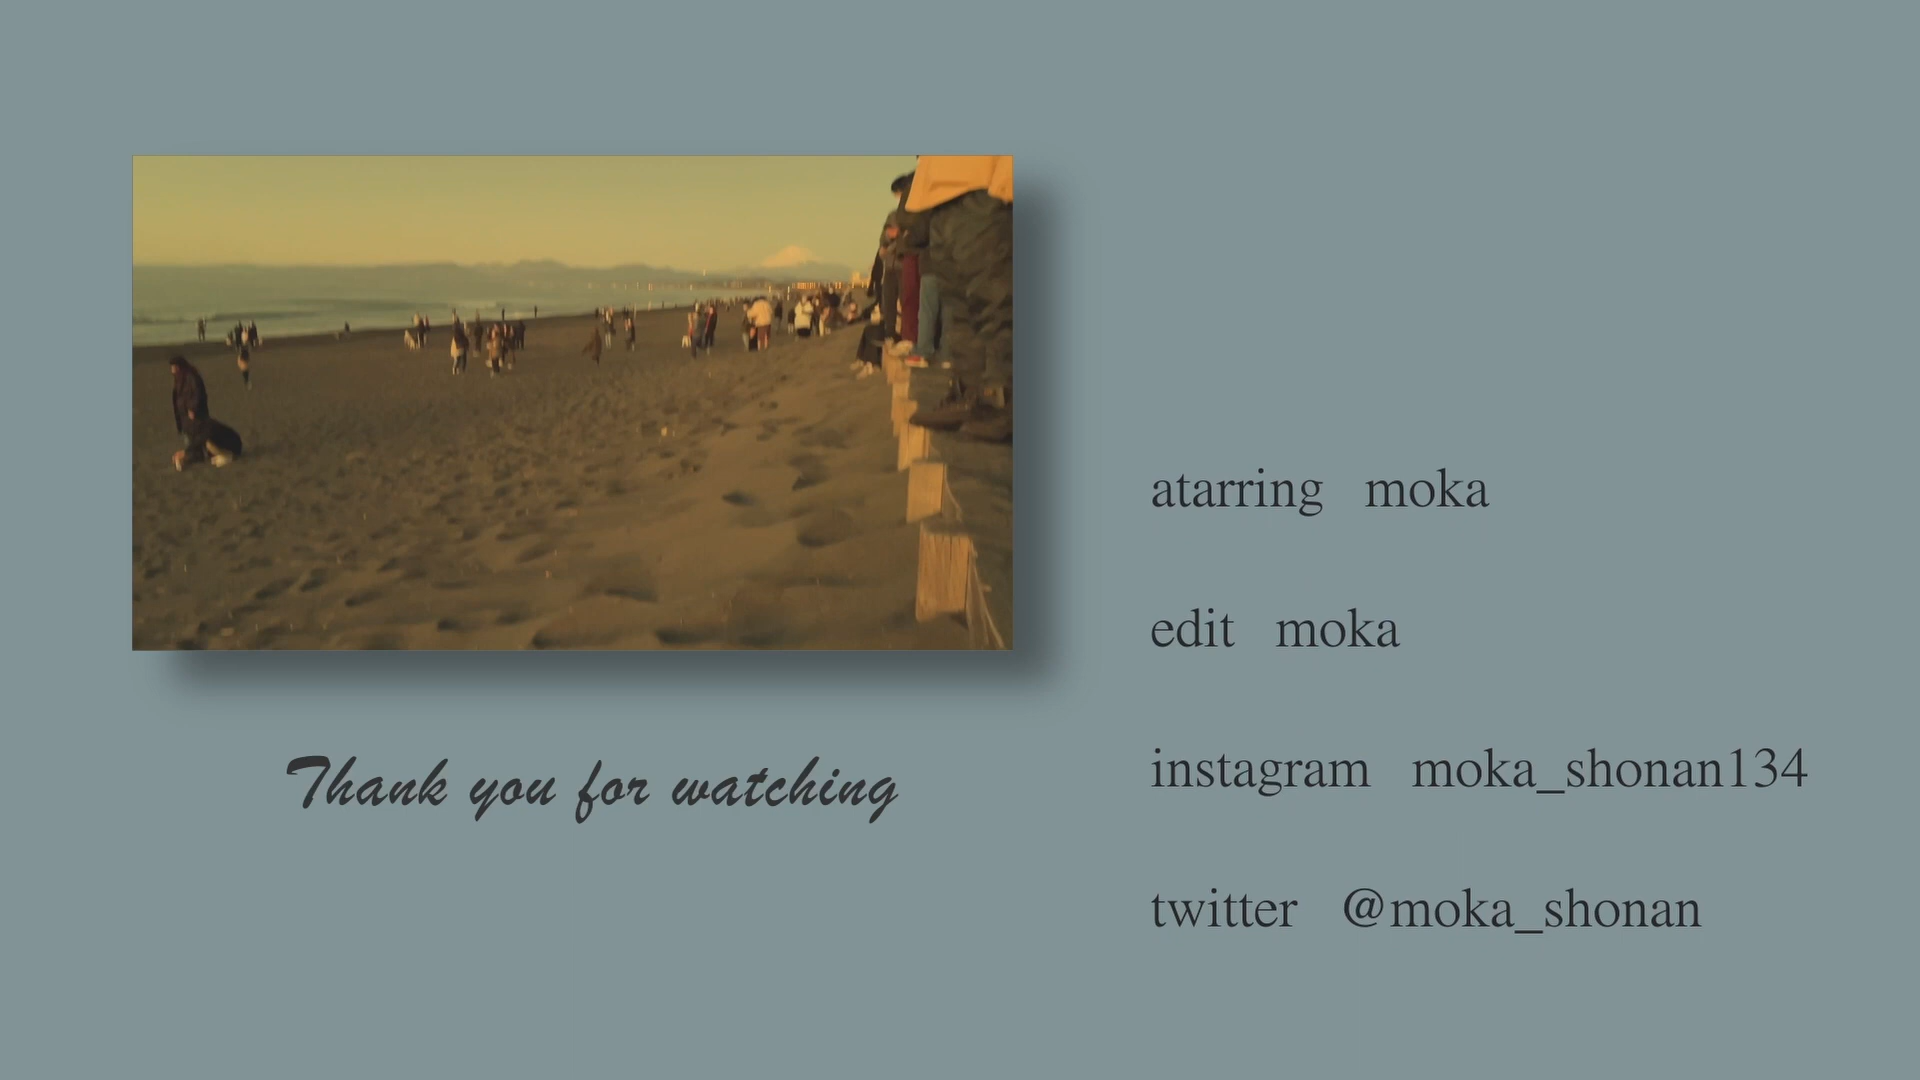 Thank you for watching
atarring moka
edit moka
instagram moka_shonan134
twitter @moka_shonan